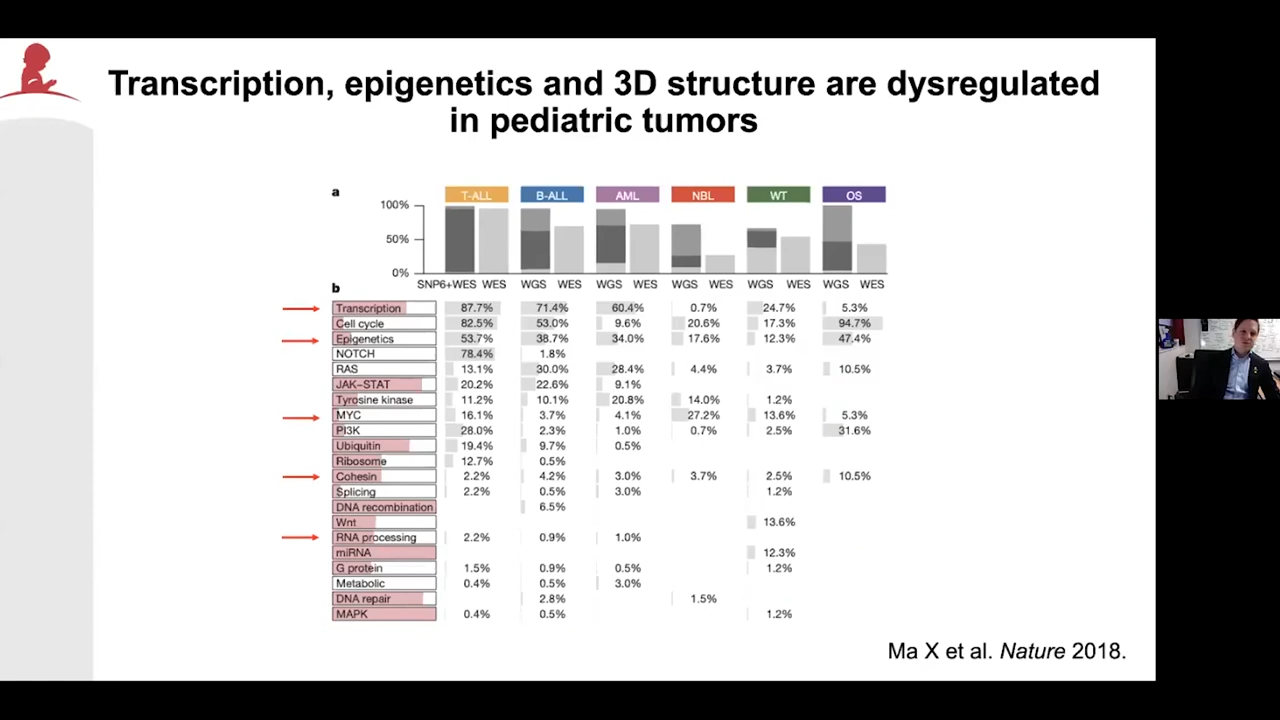 Transcription, epigenetics and 3D structure are dysregulated
in pediatric tumors
a
T-ALL B-ALL AML NBL WT OS
100%
50%
0%
SNP6+WES WES WGS WES WGS WES WGS WES WGS WES WGS WES
b
Transcription 87.7% 71.4% 60.4% 0.7% 24.7% 5.3%
Cell cycle 82.5% 53.0% 9.6% 20.6% 17.3% 94.7%
Epigenetics 53.7% 38.7% 34.0% 17.6% 12.3% 47.4%
NOTCH 78.4% 1.8%
RAS 13.1% 30.0% 28.4% 4.4% 3.7% 10.5%
JAK–STAT 20.2% 22.6% 9.1%
Tyrosine kinase 11.2% 10.1% 20.8% 14.0% 1.2%
MYC 16.1% 3.7% 4.1% 27.2% 13.6% 5.3%
PI3K 28.0% 2.3% 1.0% 0.7% 2.5% 31.6%
Ubiquitin 19.4% 9.7% 0.5%
Ribosome 12.7% 0.5%
Cohesin 2.2% 4.2% 3.0% 3.7% 2.5% 10.5%
Splicing 2.2% 0.5% 3.0% 1.2%
DNA recombination 6.5%
Wnt 13.6%
RNA processing 2.2% 0.9% 1.0%
miRNA 12.3%
G protein 1.5% 0.9% 0.5% 1.2%
Metabolic 0.4% 0.5% 3.0%
DNA repair 2.8% 1.5%
MAPK 0.4% 0.5% 1.2%
Ma X et al. Nature 2018.